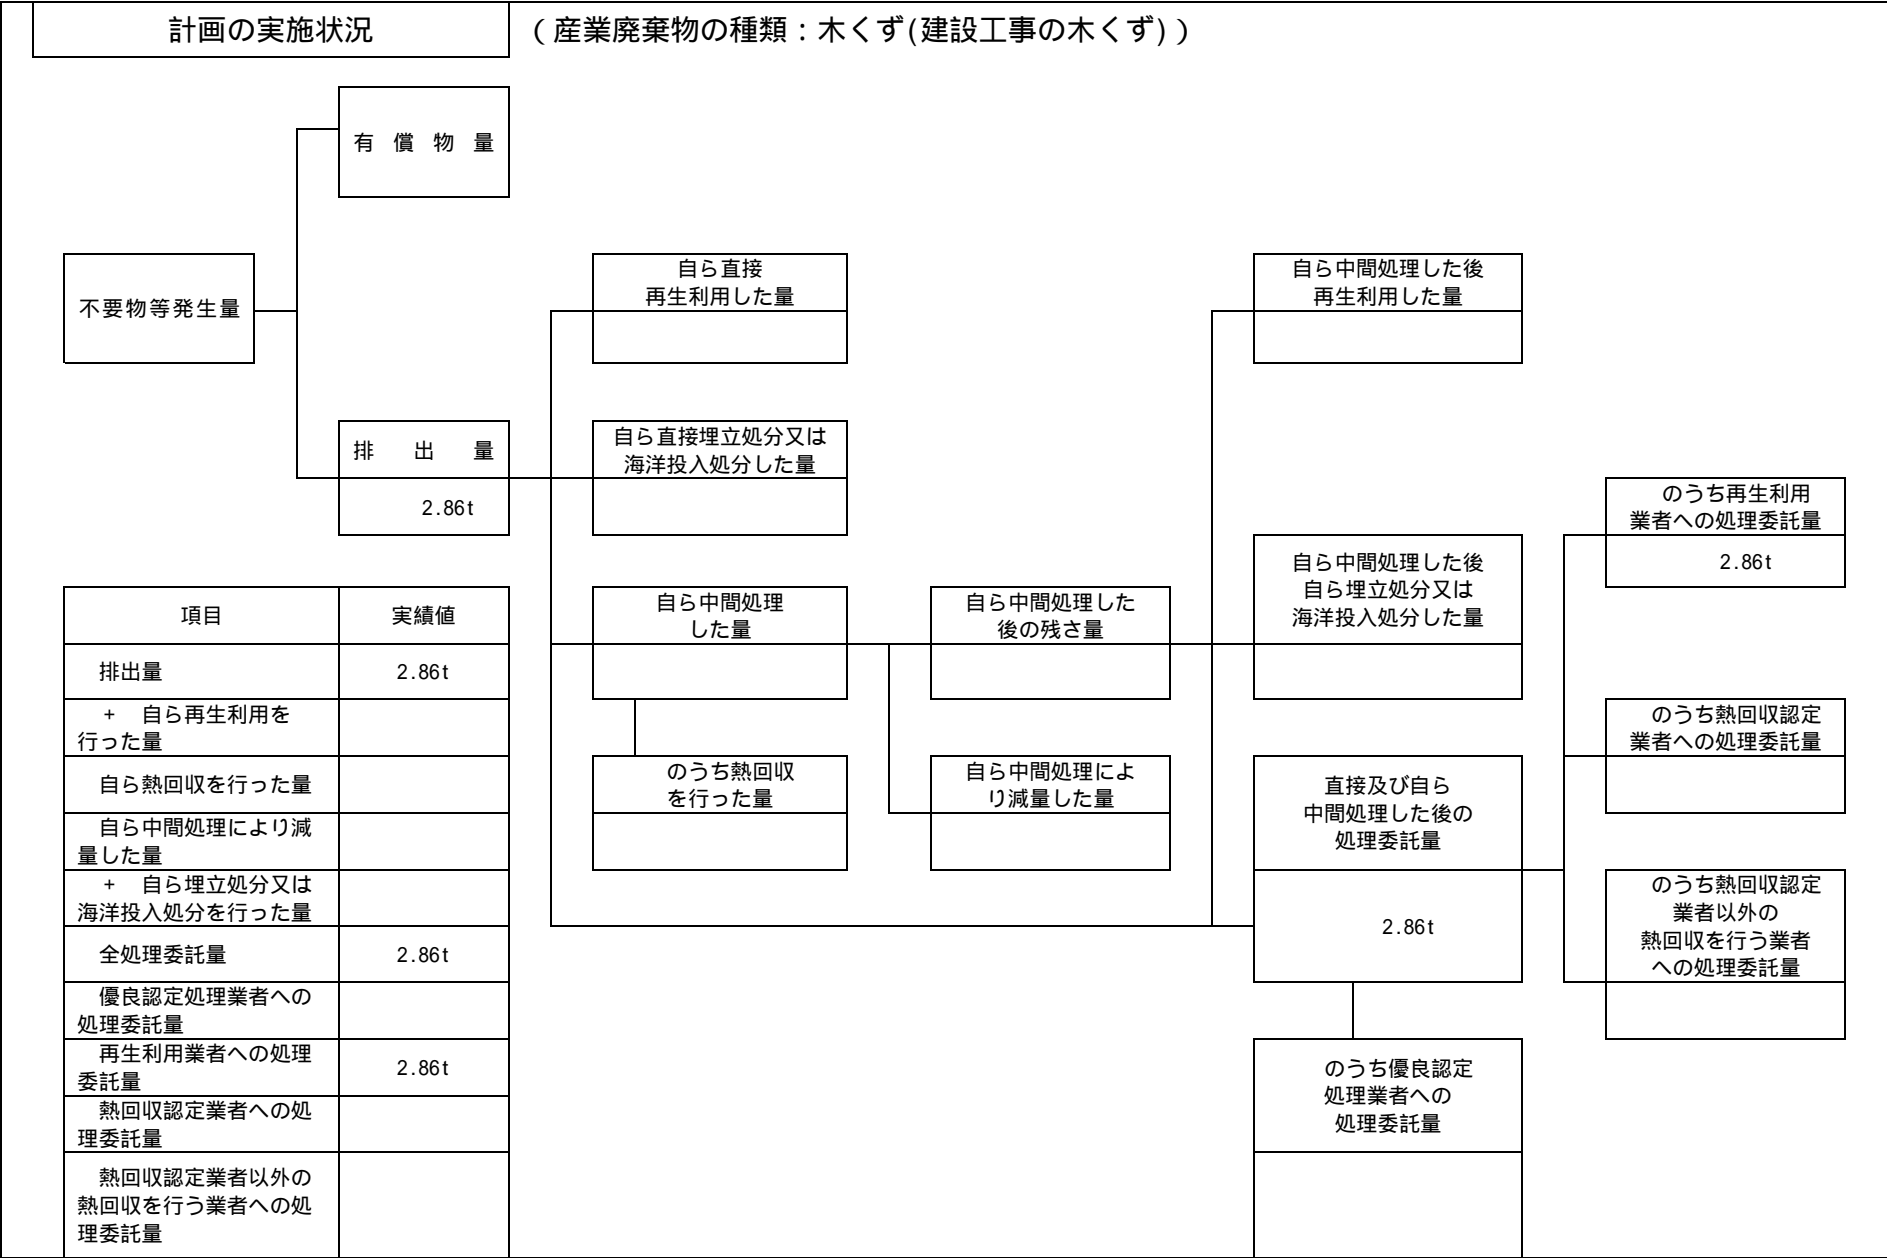 計画の実施状況
（産業廃棄物の種類：木くず(建設工事の木くず)）
有 償 物 量
不要物等発生量
自ら直接
再生利用した量
自ら中間処理した後
再生利用した量
排 出 量
2.86t
自ら直接埋立処分又は
海洋投入処分した量
のうち再生利用
業者への処理委託量
2.86t
自ら中間処理
した量
自ら中間処理した
後の残さ量
自ら中間処理した後
自ら埋立処分又は
海洋投入処分した量
のうち熱回収
を行った量
自ら中間処理によ
り減量した量
直接及び自ら
中間処理した後の
処理委託量
2.86t
のうち熱回収認定
業者への処理委託量
のうち熱回収認定
業者以外の
熱回収を行う業者
への処理委託量
のうち優良認定
処理業者への
処理委託量
項目 実績値
排出量 2.86t
+ 自ら再生利用を
行った量
自ら熱回収を行った量
自ら中間処理により減
量した量
+ 自ら埋立処分又は
海洋投入処分を行った量
全処理委託量 2.86t
優良認定処理業者への
処理委託量
再生利用業者への処理
委託量 2.86t
熱回収認定業者への処
理委託量
熱回収認定業者以外の
熱回収を行う業者への処
理委託量